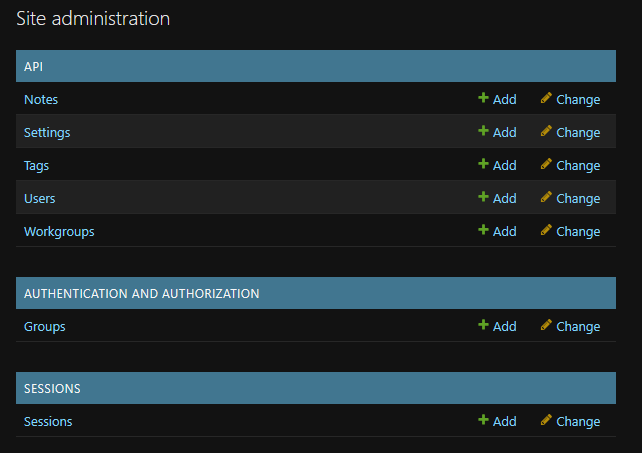 Site administration
API
Notes Add Change
Settings Add Change
Tags Add Change
Users Add Change
Workgroups Add Change
AUTHENTICATION AND AUTHORIZATION
Groups Add Change
SESSIONS
Sessions Add Change